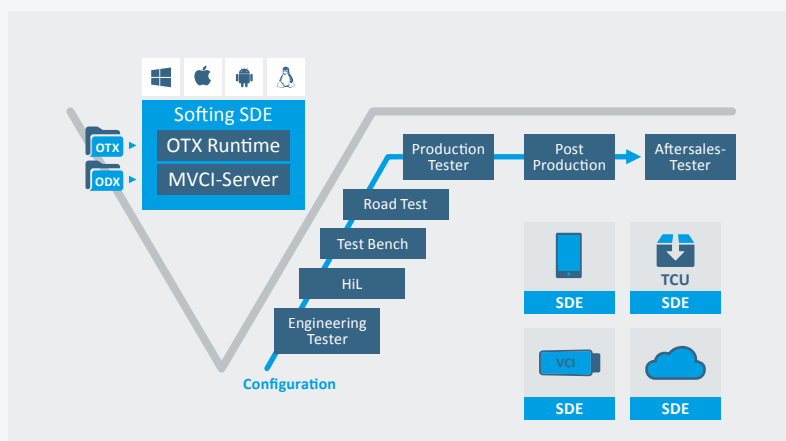 Softing SDE
OTX
OTX Runtime
ODX
MVCI-Server
Production
Tester
Post
Production
Aftersales-
Tester
Road Test
Test Bench
HiL
Engineering
Tester
Configuration
SDE
TCU
SDE
VCI
SDE
SDE